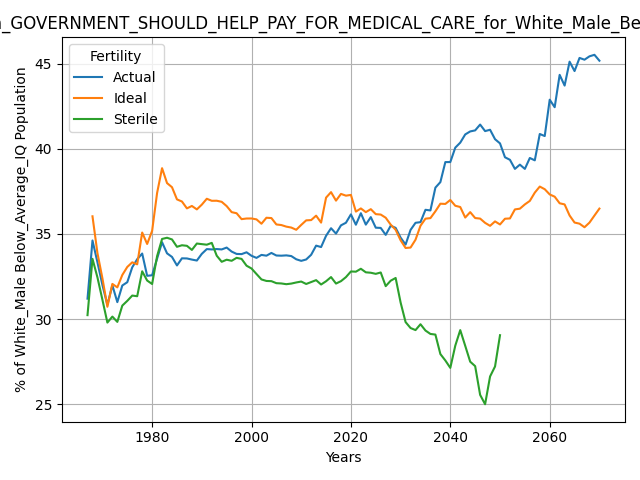 GOVERNMENT_SHOULD_HELP_PAY_FOR_MEDICAL_CARE_for_White_Male_Be
Fertility
Actual
Ideal
Sterile
% of White_Male Below_Average_IQ Population
45
40
35
30
25
1980
2000
2020
2040
2060
Years